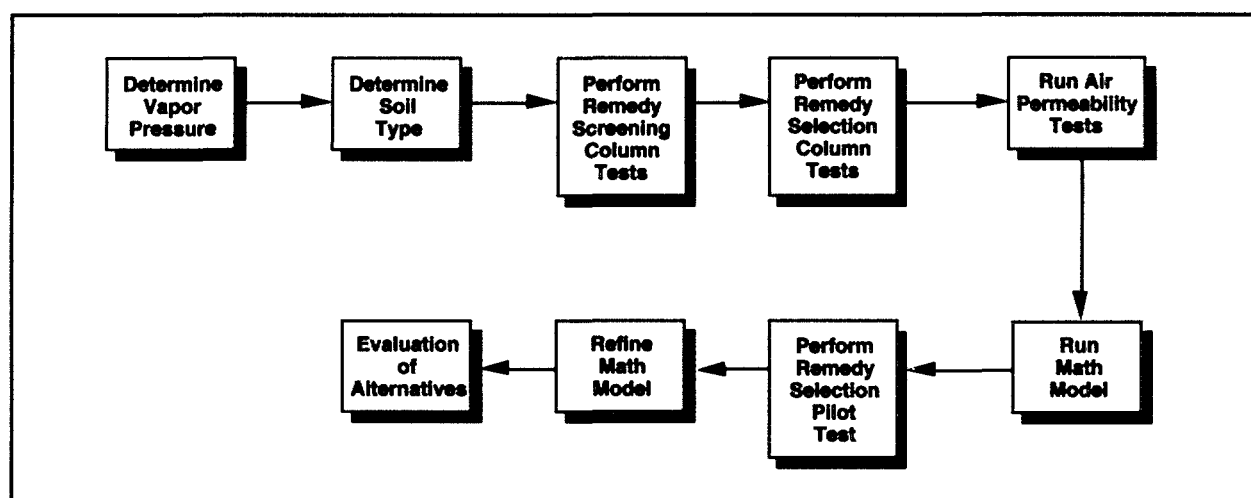 Determine
Vapor
Pressure
Determine
Soil
Type
Perform
Remedy
Screening
Column
Tests
Perform
Remedy
Selection
Column
Tests
Run Air
Permeability
Tests
Run
Math
Model
Perform
Remedy
Selection
Pilot
Test
Refine
Math
Model
Evaluation
of
Alternatives